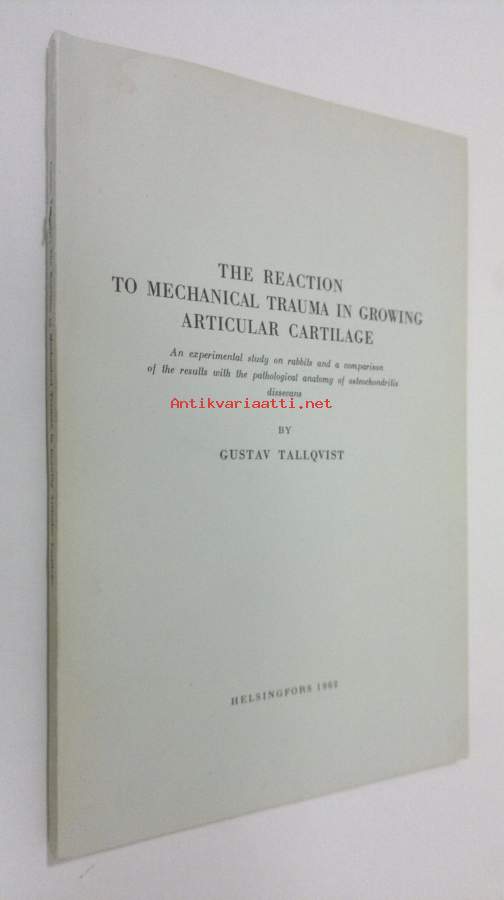 THE REACTION
TO MECHANICAL TRAUMA IN GROWING
ARTICULAR CARTILAGE
An experimental study on rabbits and a comparison
of the results with the pathological anatomy of osteochondritis
dissecans
Antikvariaatti.net
BY
GUSTAV TALLQVIST
HELSINGFORS 1962